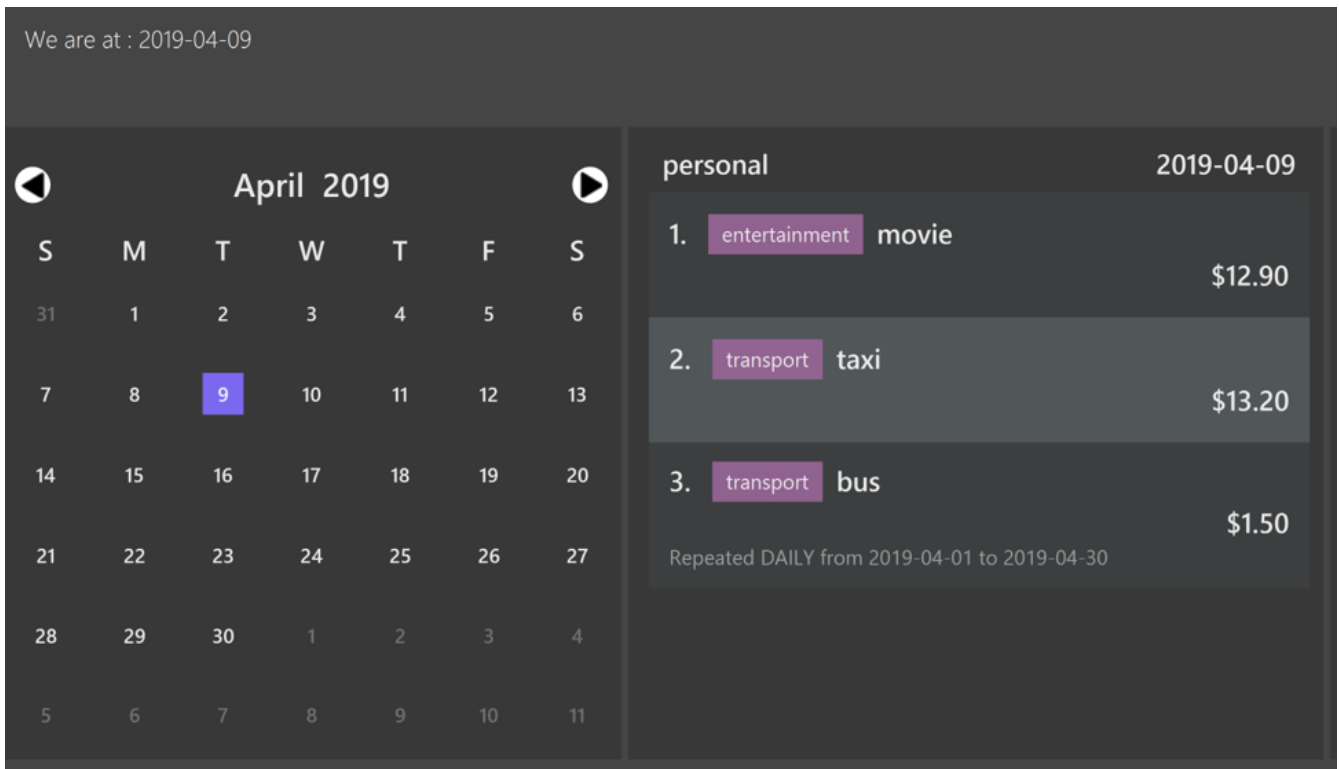 We are at : 2019-04-09
April 2019
S M T W T F S
31 1 2 3 4 5 6
7 8 9 10 11 12 13
14 15 16 17 18 19 20
21 22 23 24 25 26 27
28 29 30 1 2 3 4
5 6 7 8 9 10 11
personal 2019-04-09
1. entertainment movie
$12.90
2. transport taxi
$13.20
3. transport bus
$1.50
Repeated DAILY from 2019-04-01 to 2019-04-30